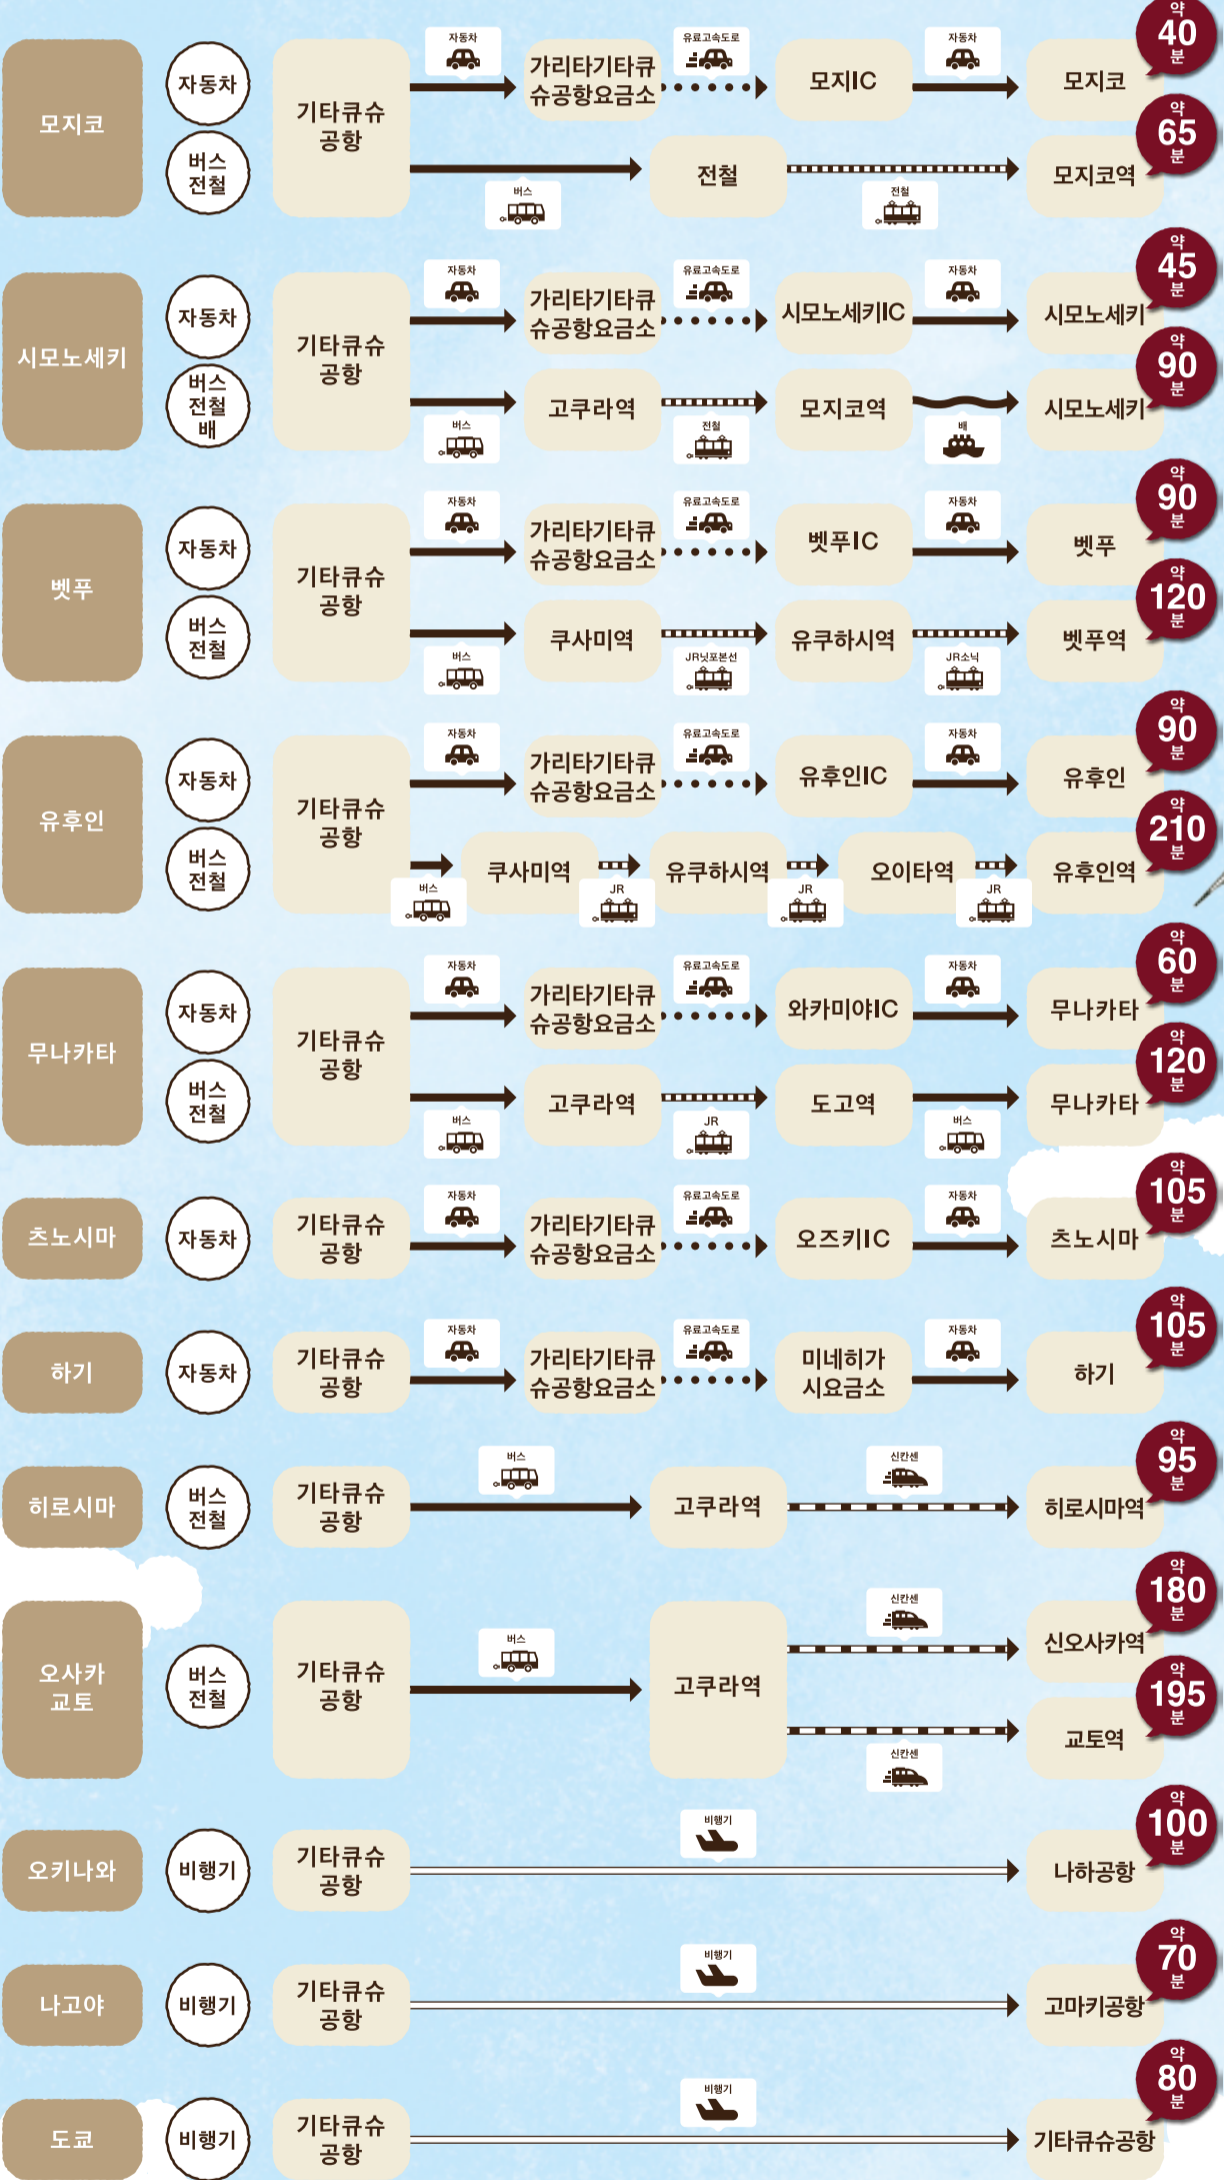 모지코
자동차
버스
전철
기타큐슈
공항
자동차
가리타기타큐
슈공항요금소
유료고속도로
모지IC
자동차
모지코
약
40
분
버스
전철
전철
모지코역
약
65
분
시모노세키
자동차
버스
전철
배
기타큐슈
공항
자동차
가리타기타큐
슈공항요금소
유료고속도로
시모노세키IC
자동차
시모노세키
약
45
분
버스
고쿠라역
전철
모지코역
배
시모노세키
약
90
분
벳푸
자동차
버스
전철
기타큐슈
공항
자동차
가리타기타큐
슈공항요금소
유료고속도로
벳푸IC
자동차
벳푸
약
90
분
버스
쿠사미역
JR닛포본선
유쿠하시역
JR소닉
벳푸역
약
120
분
유후인
자동차
버스
전철
기타큐슈
공항
자동차
가리타기타큐
슈공항요금소
유료고속도로
유후인IC
자동차
유후인
약
90
분
버스
쿠사미역
JR
유쿠하시역
JR
오이타역
JR
유후인역
약
210
분
무나카타
자동차
버스
전철
기타큐슈
공항
자동차
가리타기타큐
슈공항요금소
유료고속도로
와카미야IC
자동차
무나카타
약
60
분
버스
고쿠라역
JR
도고역
버스
무나카타
약
120
분
츠노시마
자동차
기타큐슈
공항
자동차
가리타기타큐
슈공항요금소
유료고속도로
오즈키IC
자동차
츠노시마
약
105
분
하기
자동차
기타큐슈
공항
자동차
가리타기타큐
슈공항요금소
유료고속도로
미네히가
시요금소
자동차
하기
약
105
분
히로시마
버스
전철
기타큐슈
공항
버스
고쿠라역
신칸센
히로시마역
약
95
분
오사카
교토
버스
전철
기타큐슈
공항
버스
고쿠라역
신칸센
신오사카역
약
180
분
신칸센
교토역
약
195
분
오키나와
비행기
기타큐슈
공항
비행기
나하공항
약
100
분
나고야
비행기
기타큐슈
공항
비행기
고마키공항
약
70
분
도쿄
비행기
기타큐슈
공항
비행기
기타큐슈공항
약
80
분